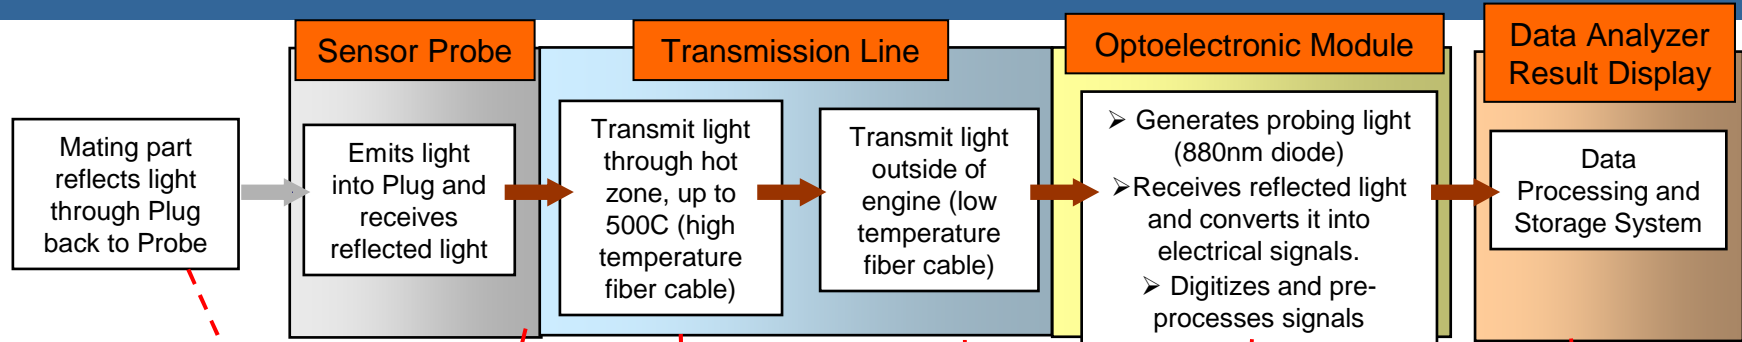 Sensor Probe
Transmission Line
Optoelectronic Module
Data Analyzer
Result Display
Mating part
reflects light
through Plug
back to Probe
Emits light
into Plug and
receives
reflected light
Transmit light
through hot
zone, up to
500C (high
temperature
fiber cable)
Transmit light
outside of
engine (low
temperature
fiber cable)
➢ Generates probing light
(880nm diode)
➢Receives reflected light
and converts it into
electrical signals.
➢ Digitizes and pre-
processes signals
Data
Processing and
Storage System